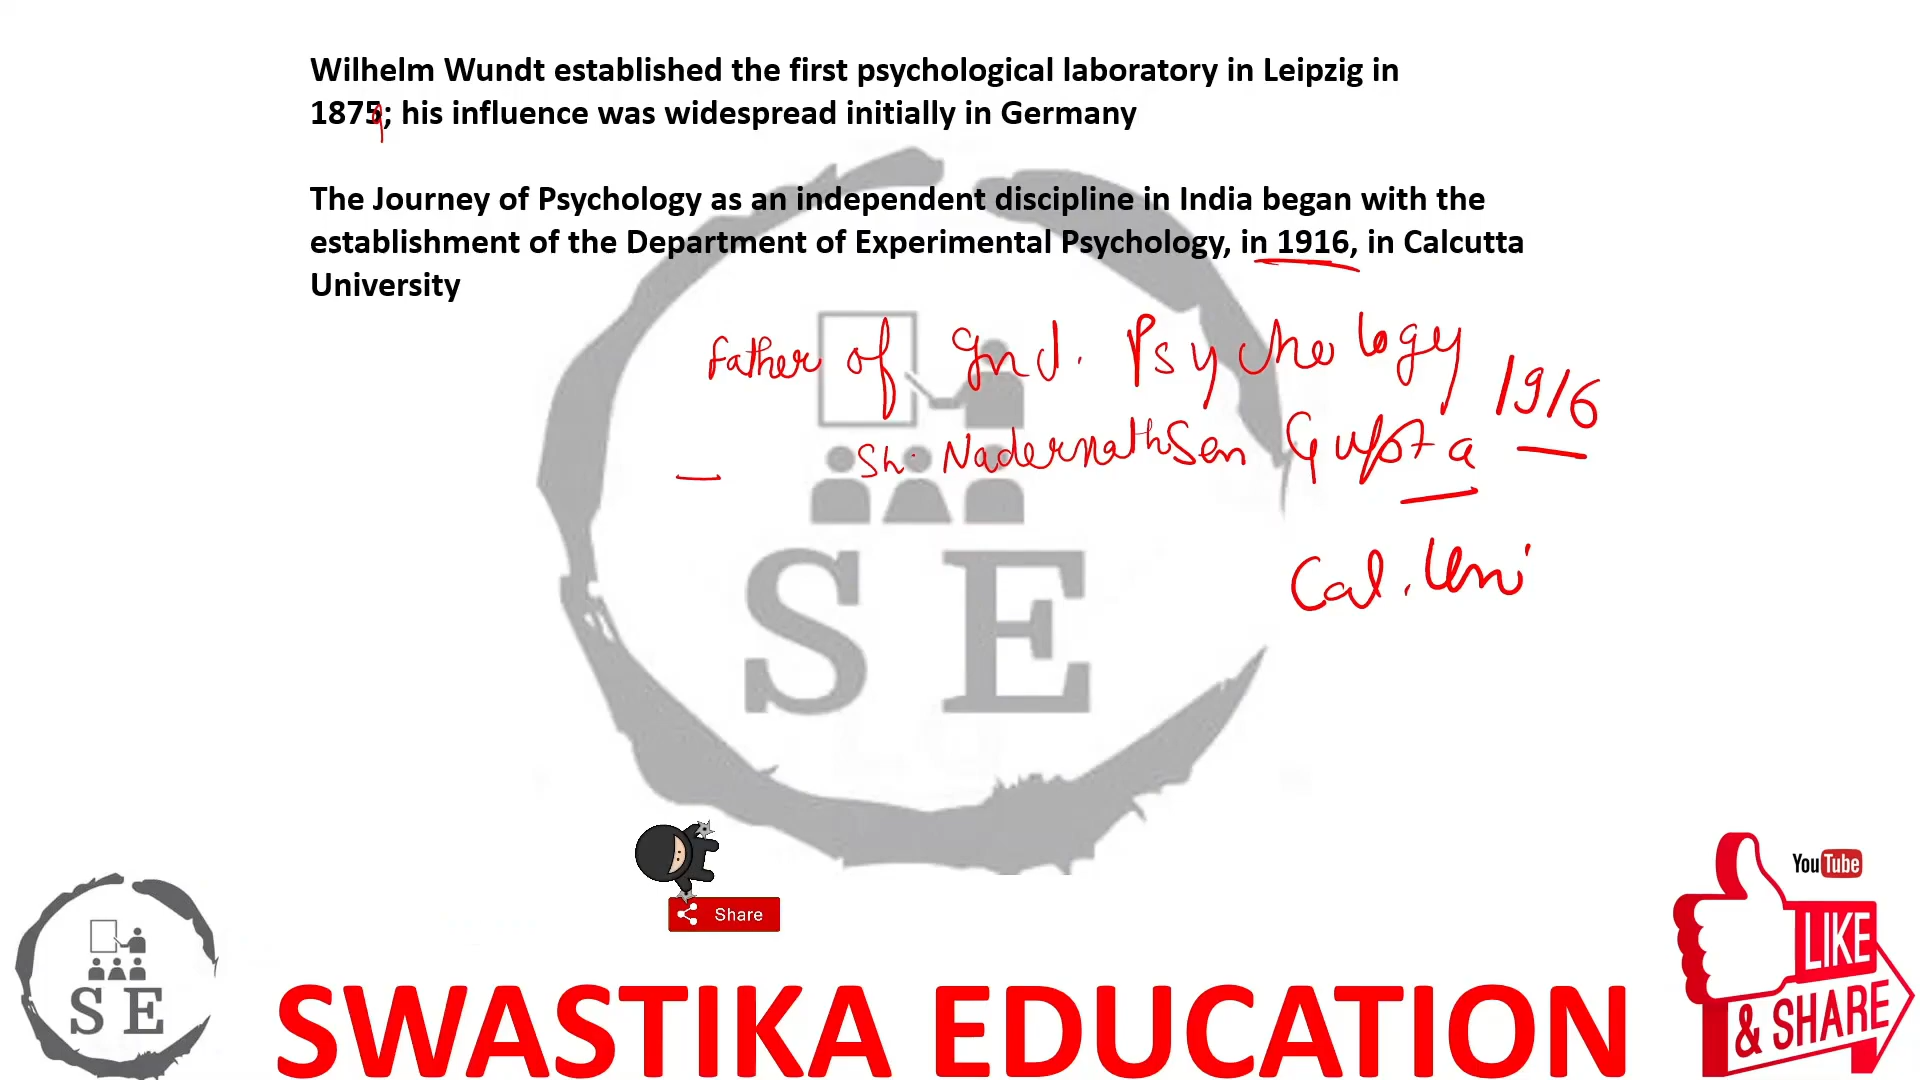 Wilhelm Wundt established the first psychological laboratory in Leipzig in
1879; his influence was widespread initially in Germany
The Journey of Psychology as an independent discipline in India began with the
establishment of the Department of Experimental Psychology, in 1916, in Calcutta
University
Father of Ind. Psychology
1916
Sh. Nadernath Sen Gupta
Cal. Uni
S E
Share
YouTube
LIKE
& SHARE
S E
SWASTIKA EDUCATION